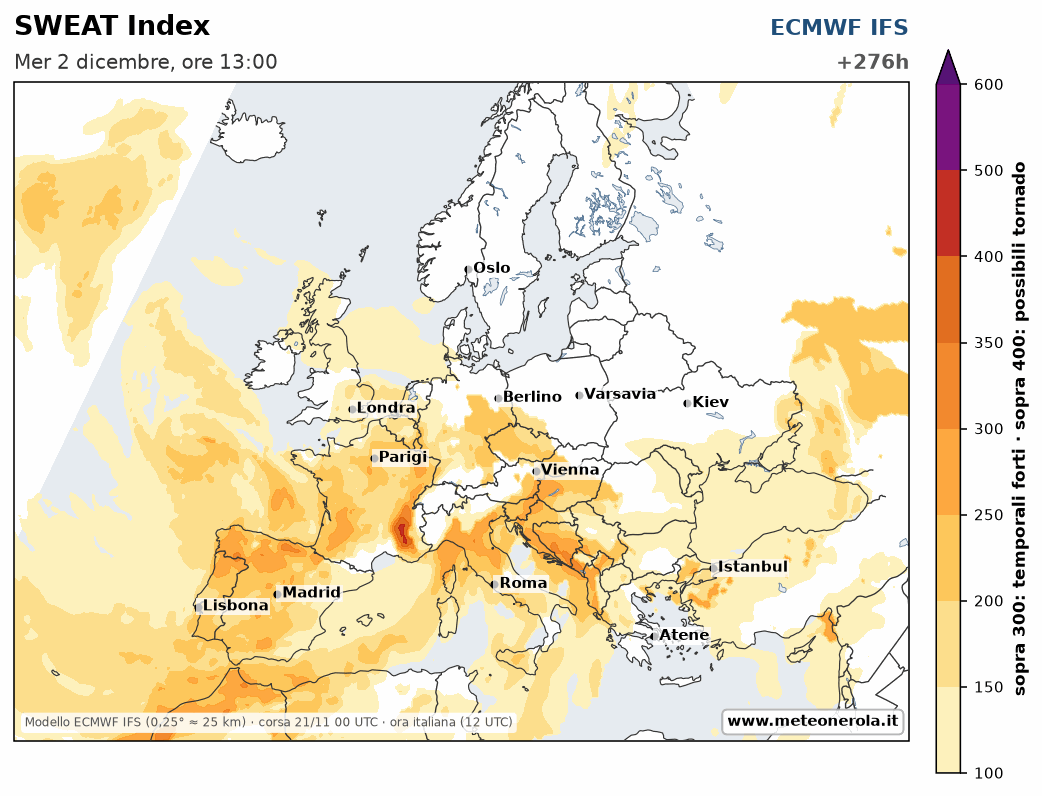 SWEAT Index
ECMWF IFS
Mer 2 dicembre, ore 13:00
+276h
Oslo
Berlino
Varsavia
Kiev
Londra
Parigi
Vienna
Istanbul
Roma
Madrid
Lisbona
Atene
Modello ECMWF IFS (0,25° ≈ 25 km) · corsa 21/11 00 UTC · ora italiana (12 UTC)
www.meteonerola.it
600
500
400
350
300
250
200
150
100
sopra 300: temporali forti · sopra 400: possibili tornado